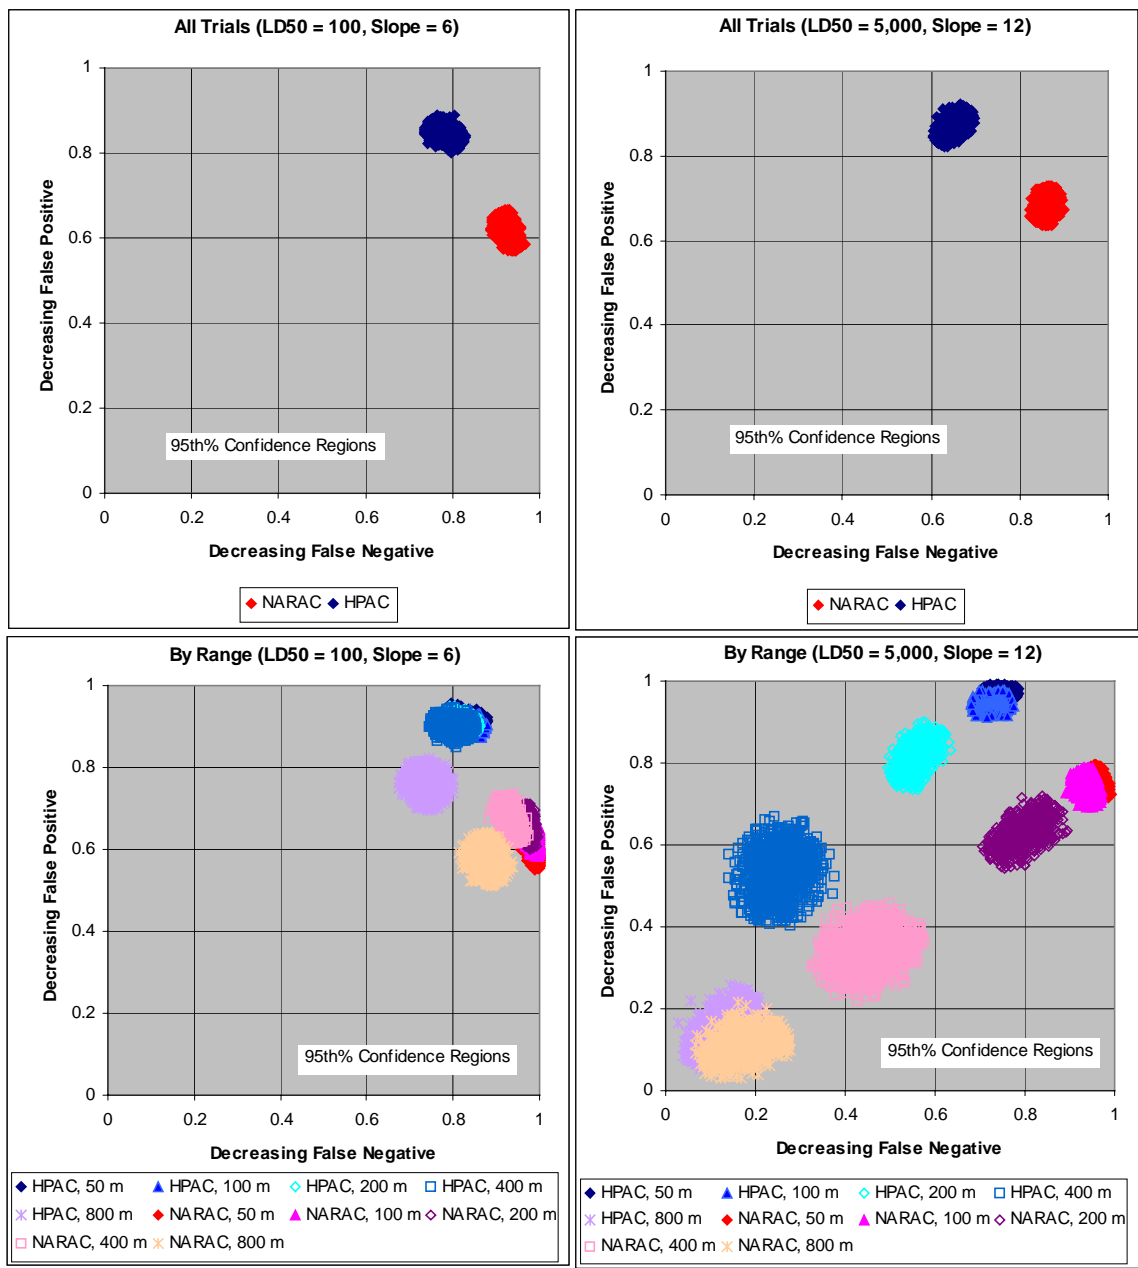 All Trials (LD50 = 100, Slope = 6)
1
0.8
0.6
0.4
0.2
0
Decreasing False Positive
95th% Confidence Regions
0 0.2 0.4 0.6 0.8 1
Decreasing False Negative
NARAC HPAC
All Trials (LD50 = 5,000, Slope = 12)
1
0.8
0.6
0.4
0.2
0
Decreasing False Positive
95th% Confidence Regions
0 0.2 0.4 0.6 0.8 1
Decreasing False Negative
NARAC HPAC
By Range (LD50 = 100, Slope = 6)
1
0.8
0.6
0.4
0.2
0
Decreasing False Positive
95th% Confidence Regions
0 0.2 0.4 0.6 0.8 1
Decreasing False Negative
HPAC, 50 m HPAC, 100 m HPAC, 200 m HPAC, 400 m
HPAC, 800 m NARAC, 50 m NARAC, 100 m NARAC, 200 m
NARAC, 400 m NARAC, 800 m
By Range (LD50 = 5,000, Slope = 12)
1
0.8
0.6
0.4
0.2
0
Decreasing False Positive
95th% Confidence Regions
0 0.2 0.4 0.6 0.8 1
Decreasing False Negative
HPAC, 50 m HPAC, 100 m HPAC, 200 m HPAC, 400 m
HPAC, 800 m NARAC, 50 m NARAC, 100 m NARAC, 200 m
NARAC, 400 m NARAC, 800 m